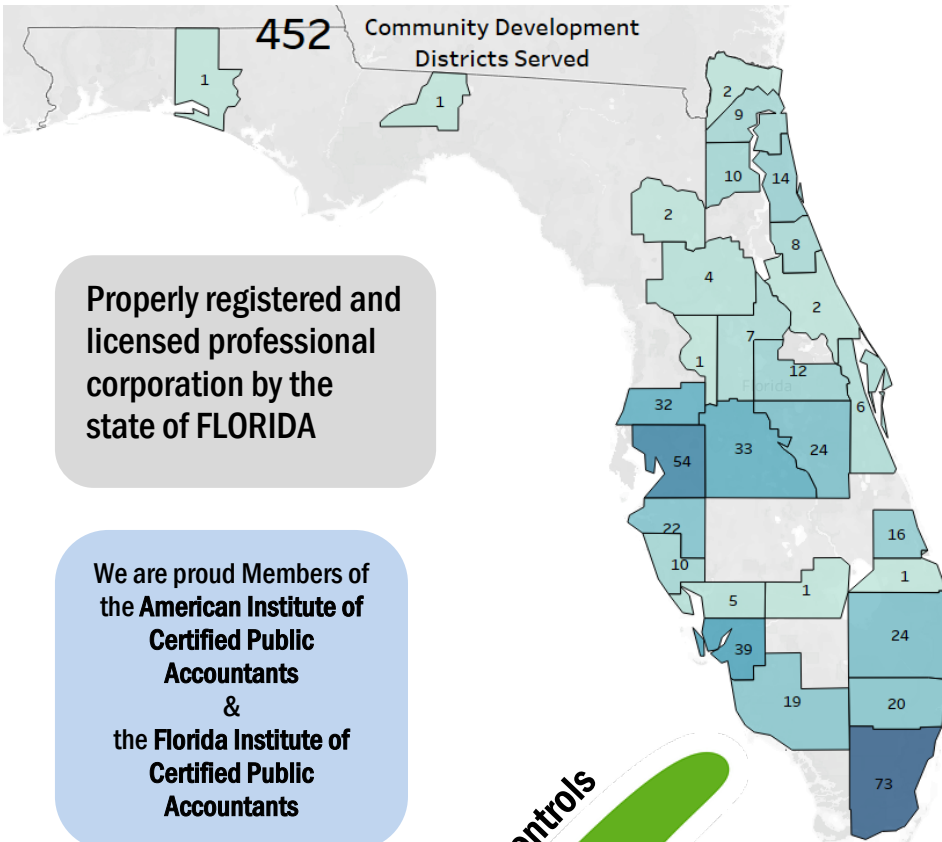 452
Community Development
Districts Served
1
1
2
9
10
14
2
8
4
2
7
1
12
Florida
32
6
33
24
54
22
16
10
1
1
5
24
39
19
20
73
Properly registered and
licensed professional
corporation by the
state of FLORIDA
We are proud Members of
the American Institute of
Certified Public
Accountants
&
the Florida Institute of
Certified Public
Accountants